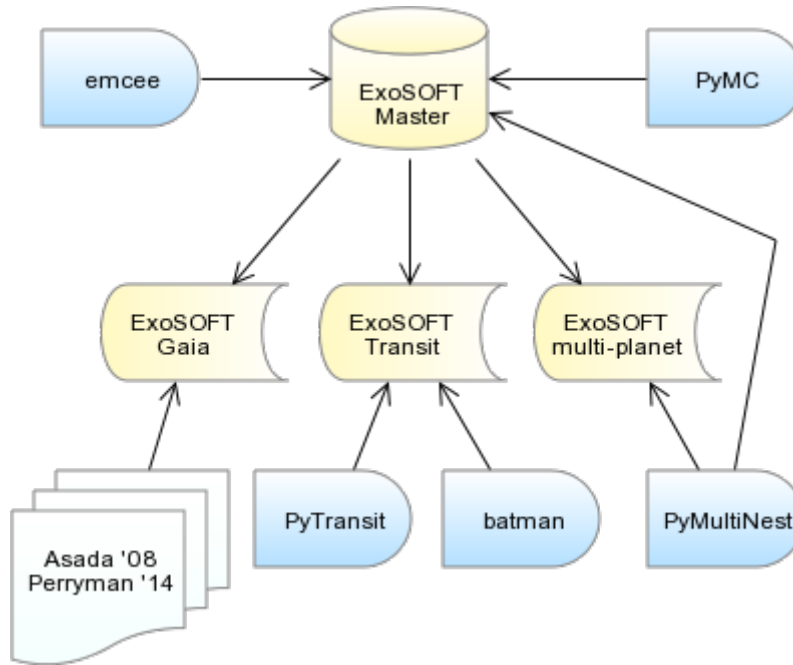 emcee
ExoSOFT
Master
PyMC
ExoSOFT
Gaia
ExoSOFT
Transit
ExoSOFT
multi-planet
PyTransit
batman
PyMultiNest
Asada '08
Perryman '14